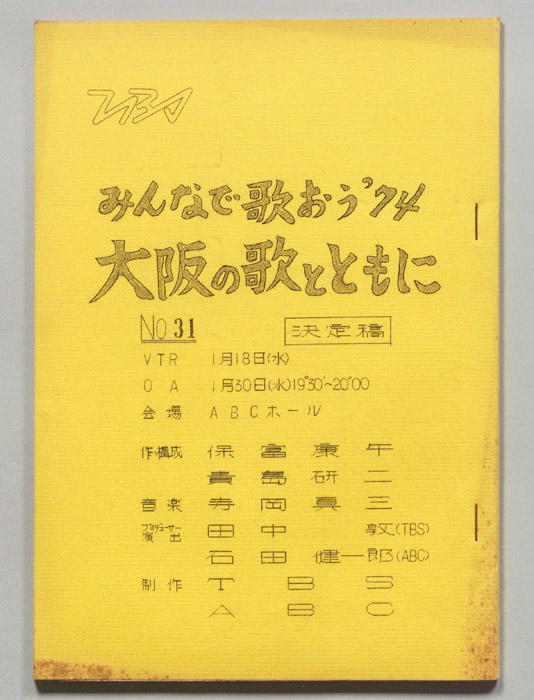 みんなで歌おう'74
大阪の歌とともに
No 31 決定稿
VTR 1月18日(水)
OA 1月30日(水)19°30'~20°00
会場 ABCホール
作・構成 保富康午
貴島研二
音楽 寺岡真三
プロデューサー
演出 田中敦(TBS)
石田健一郎(ABC)
制作 TBS
ABC